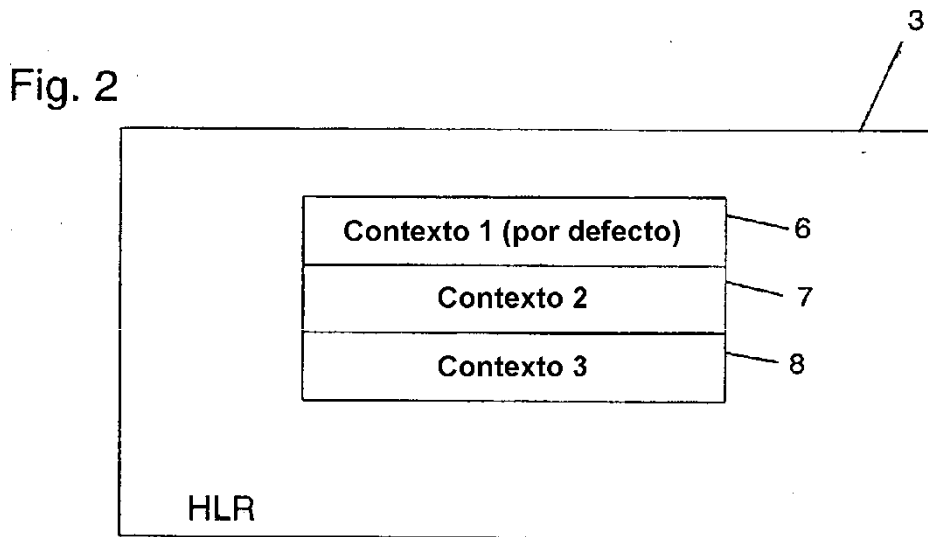 3
Fig. 2
Contexto 1 (por defecto)
6
Contexto 2
7
Contexto 3
8
HLR